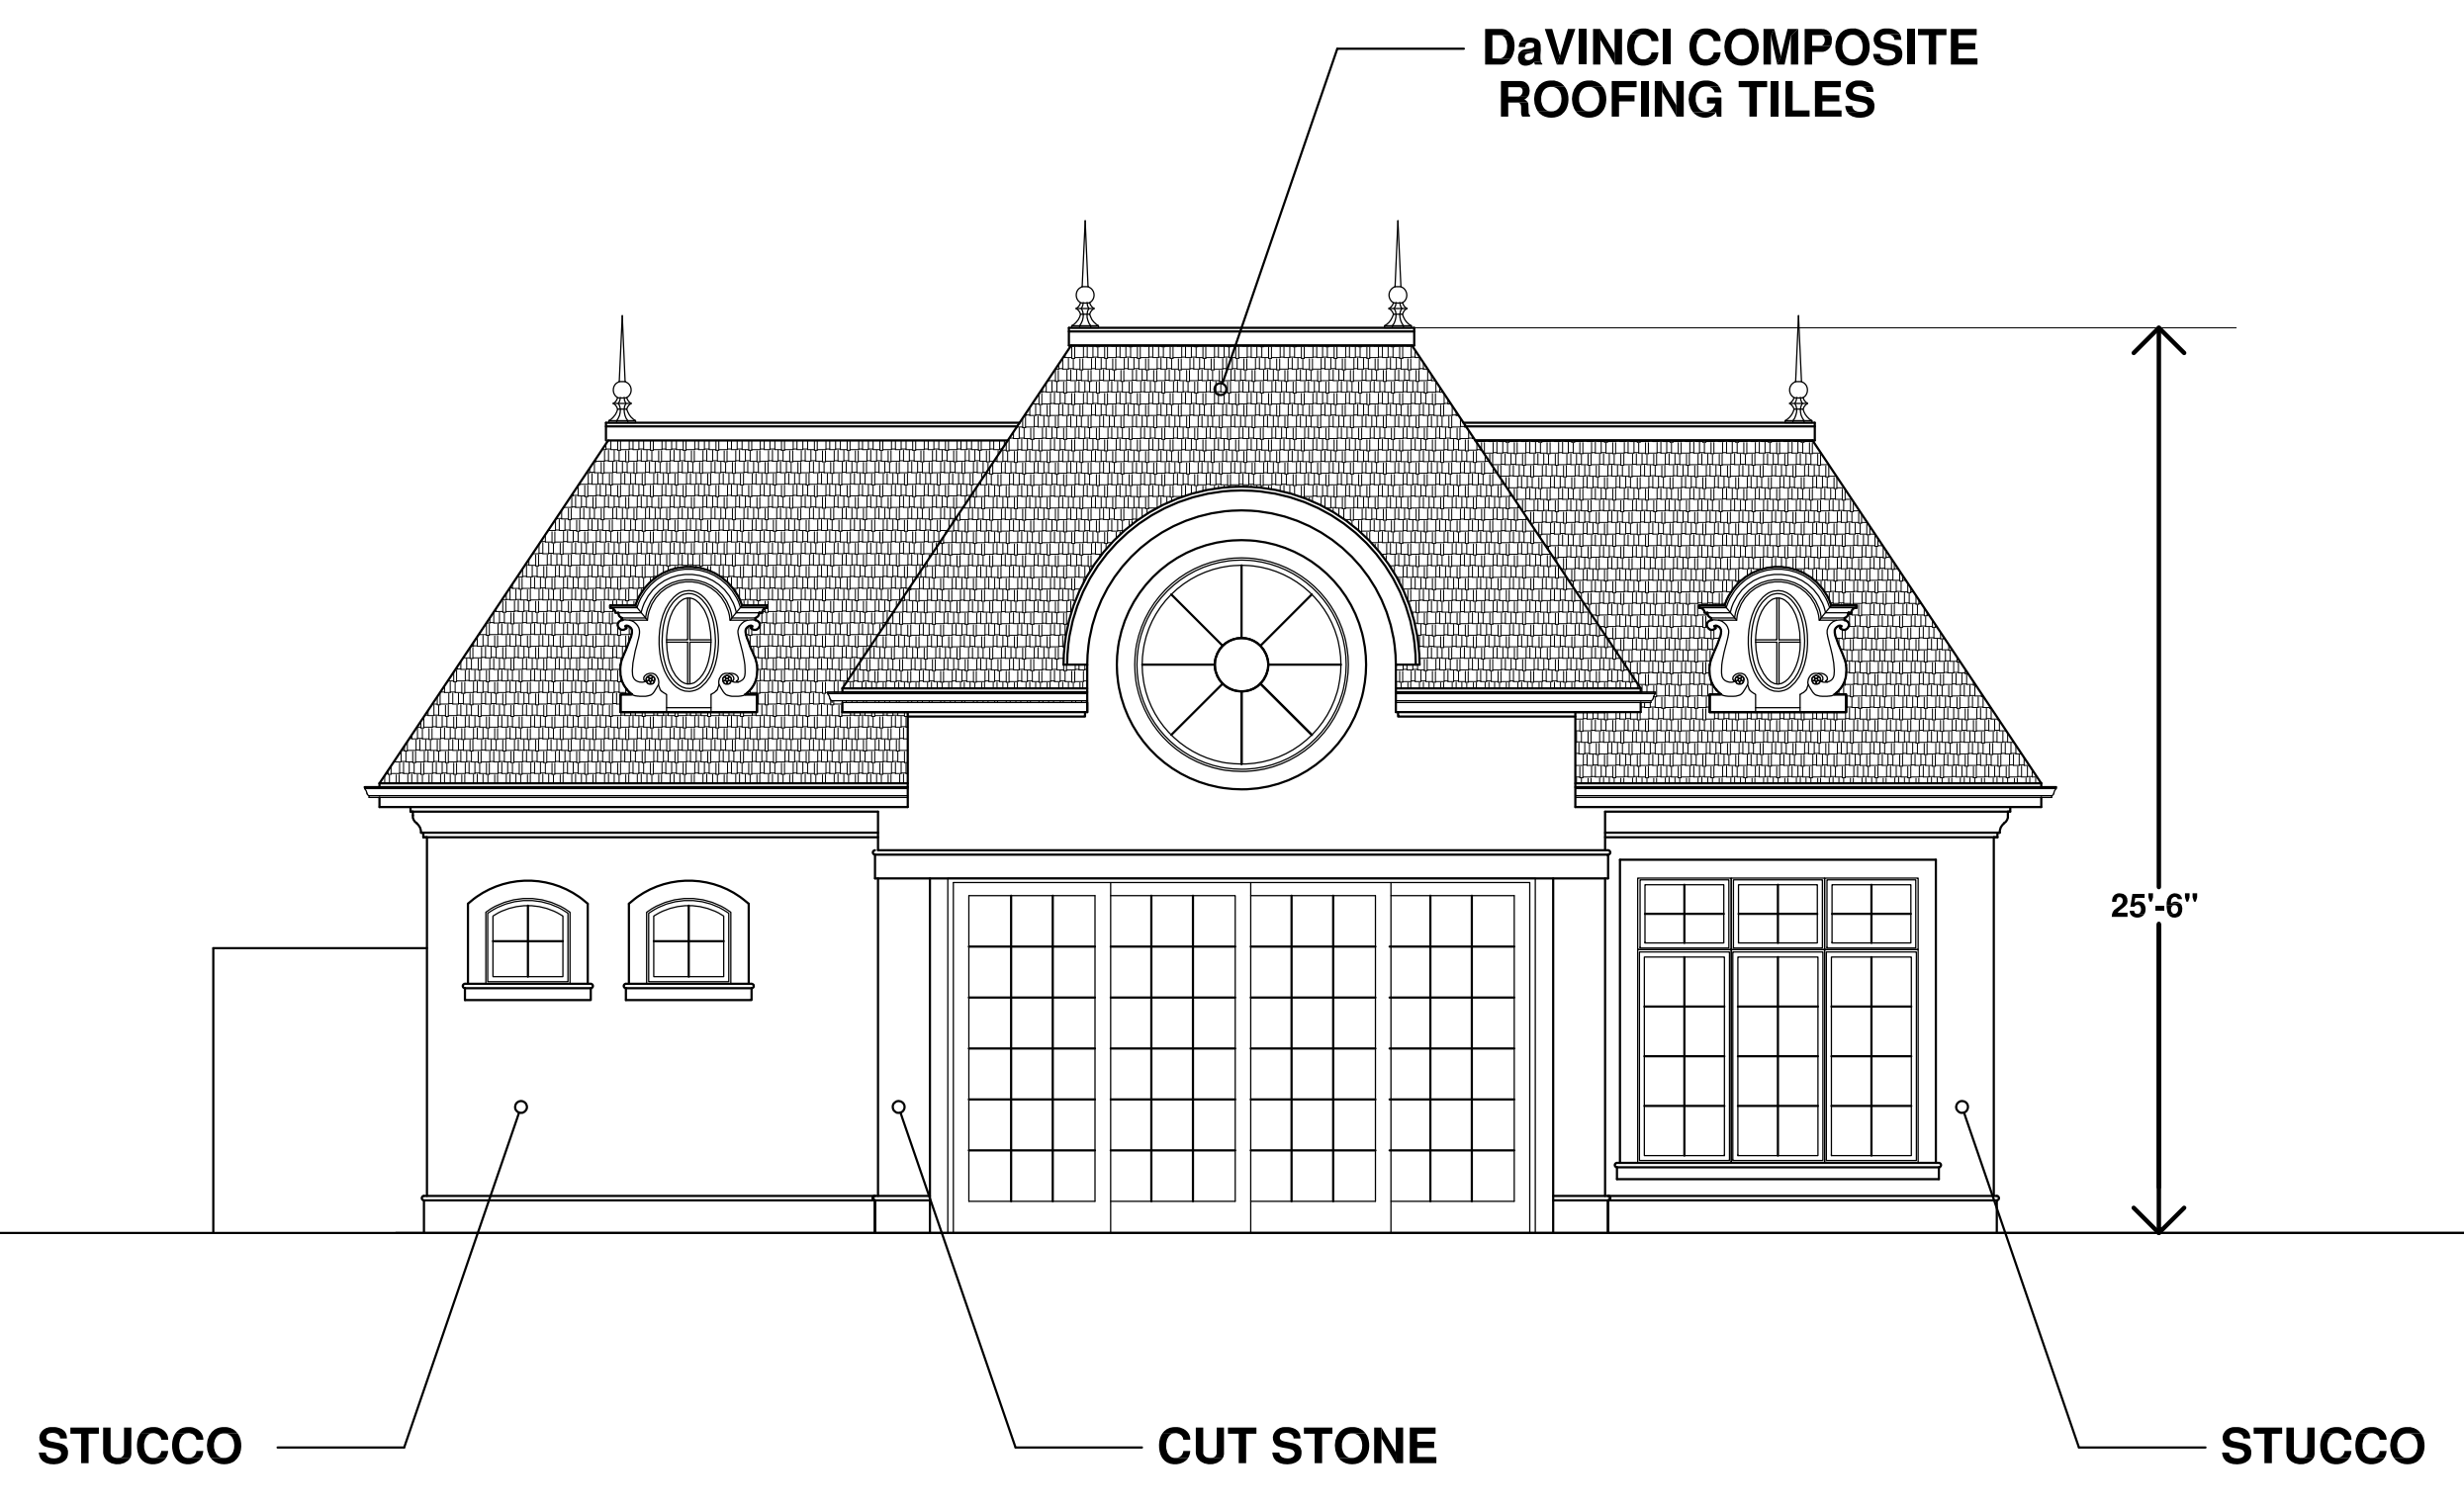 DaVINCI COMPOSITE
ROOFING TILES
25'-6"
STUCCO
CUT STONE
STUCCO